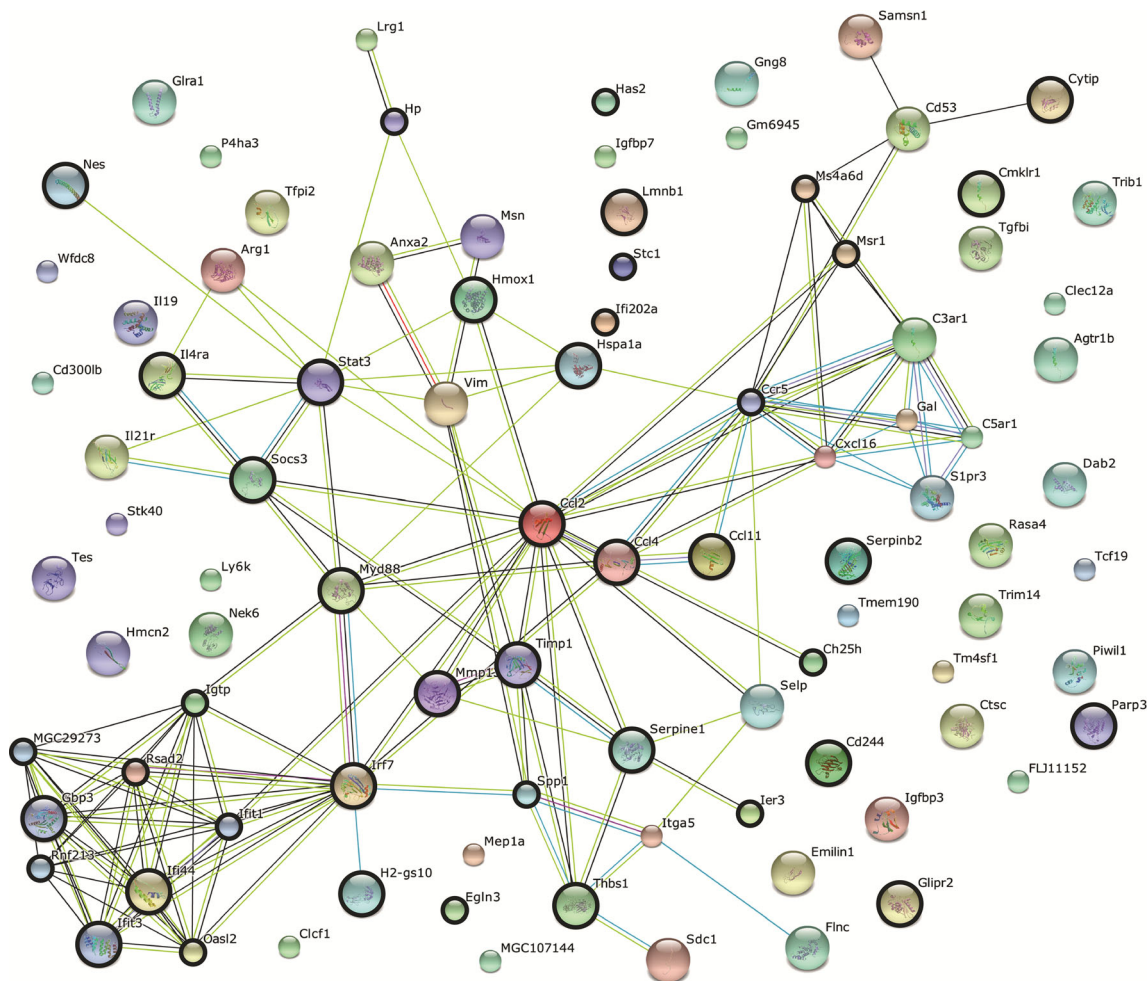 Lrg1
Samsn1
Glra1
Gng8
Hp
Has2
Cytip
Cd53
P4ha3
Igfbp7
Gm6945
Nes
Ms4a6d
Tfpi2
Lmnb1
Cmklr1
Trib1
Msn
Arg1
Anxa2
Msr1
Tgfbi
Wfdc8
Stc1
Hmox1
Clec12a
Il19
Ifi202a
C3ar1
Agtr1b
Il4ra
Stat3
Hspa1a
Cd300lb
Vim
Ccr5
Gal
C5ar1
Il21r
Cxcl16
Socs3
S1pr3
Dab2
Stk40
Ccl2
Rasa4
Ccl4
Ccl11
Serpinb2
Tes
Ly6k
Myd88
Tcf19
Tmem190
Trim14
Nek6
Hmcn2
Timp1
Ch25h
Tm4sf1
Piwil1
Igtp
Selp
Ctsc
Parp3
MGC29273
Serpine1
Cd244
Rsad2
Irf7
FLJ11152
Gbp3
Spp1
Ier3
Ifit1
Igfbp3
Itga5
Rnf213
Mep1a
Ifi44
H2-gs10
Emilin1
Thbs1
Egln3
Glipr2
Ifit3
Oasl2
Clcf1
MGC107144
Sdc1
Flnc